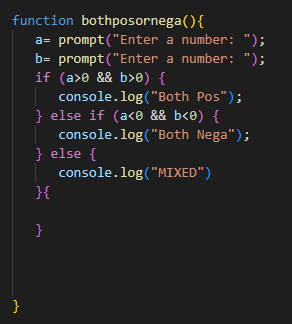 function bothposornega(){
a= prompt("Enter a number: ");
b= prompt("Enter a number: ");
if (a>0 && b>0) {
console.log("Both Pos");
} else if (a<0 && b<0) {
console.log("Both Nega");
} else {
console.log("MIXED")
}{
}
}